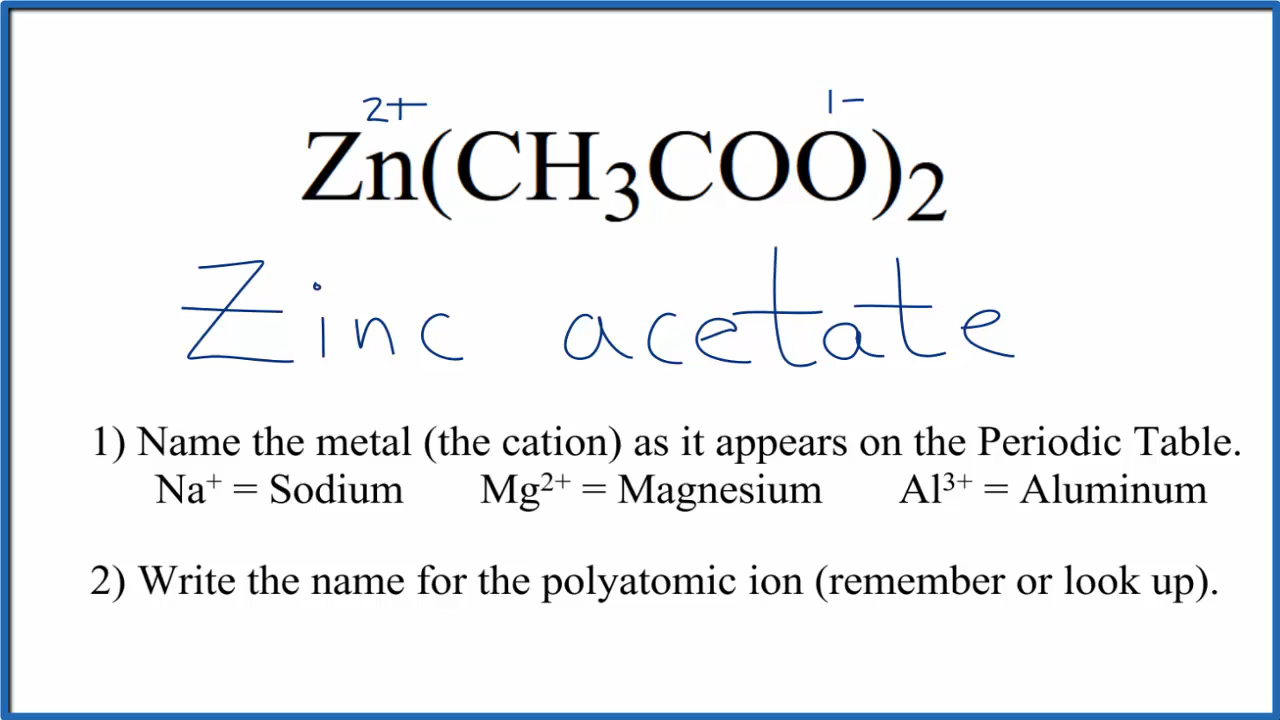 2+ 1-
Zn(CH₃COO)₂
Zinc acetate
1) Name the metal (the cation) as it appears on the Periodic Table.
Na⁺ = Sodium Mg²⁺ = Magnesium Al³⁺ = Aluminum
2) Write the name for the polyatomic ion (remember or look up).